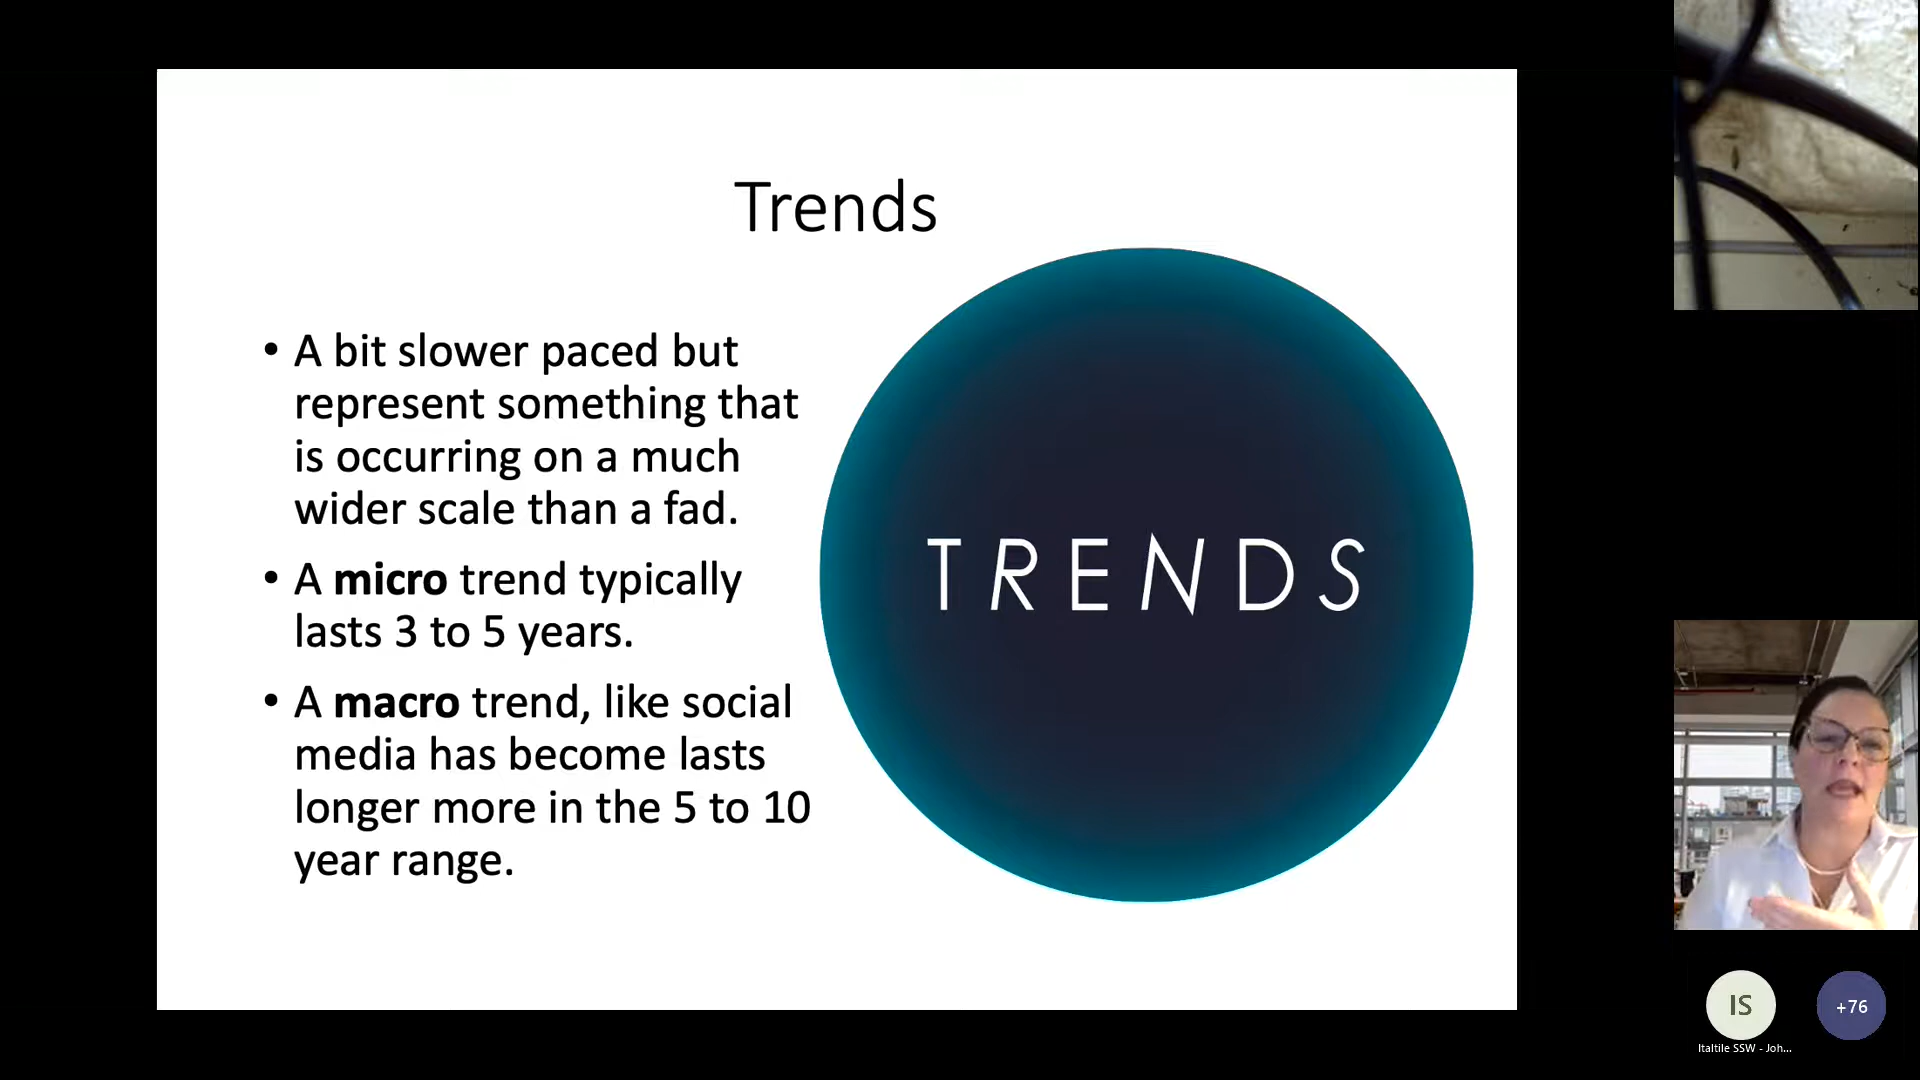 Trends
• A bit slower paced but
represent something that
is occurring on a much
wider scale than a fad.
• A micro trend typically
lasts 3 to 5 years.
• A macro trend, like social
media has become lasts
longer more in the 5 to 10
year range.
TRENDS
IS
+76
Italtile SSW - Joh...